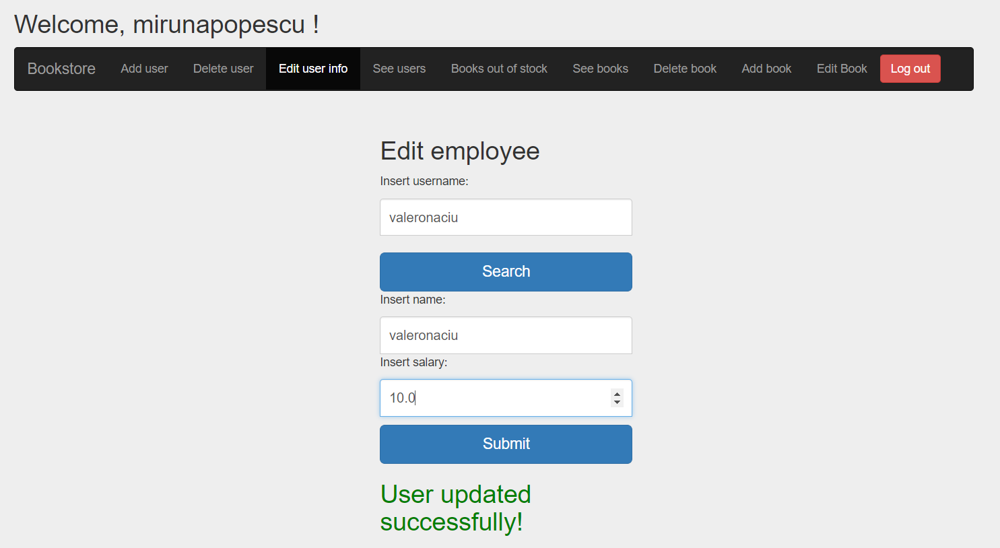 Welcome, mirunapopescu !
Bookstore Add user Delete user Edit user info See users Books out of stock See books Delete book Add book Edit Book Log out
Edit employee
Insert username:
valeronaciu
Search
Insert name:
valeronaciu
Insert salary:
10.0
Submit
User updated
successfully!